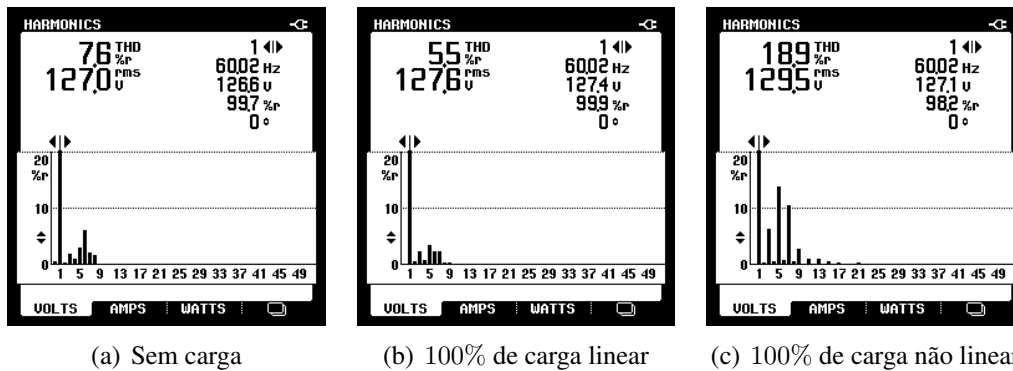 HARMONICS
7.6 THD %r
127.0 rms V
1
60.02 Hz
126.6 V
99.7 %r
0 °
20
%r
10
0
1 5 9 13 17 21 25 29 33 37 41 45 49
VOLTS AMPS WATTS
(a) Sem carga
HARMONICS
5.5 THD %r
127.6 rms V
1
60.02 Hz
127.4 V
99.9 %r
0 °
20
%r
10
0
1 5 9 13 17 21 25 29 33 37 41 45 49
VOLTS AMPS WATTS
(b) 100% de carga linear
HARMONICS
18.9 THD %r
129.5 rms V
1
60.02 Hz
127.1 V
98.2 %r
0 °
20
%r
10
0
1 5 9 13 17 21 25 29 33 37 41 45 49
VOLTS AMPS WATTS
(c) 100% de carga não linear